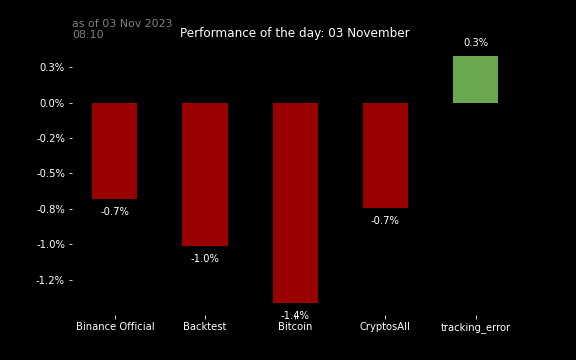 as of 03 Nov 2023
08:10
Performance of the day: 03 November
0.3%
0.3%
0.0%
-0.2%
-0.5%
-0.8%
-1.0%
-1.2%
-0.7%
-1.0%
-1.4%
-0.7%
Binance Official
Backtest
Bitcoin
CryptosAll
tracking_error